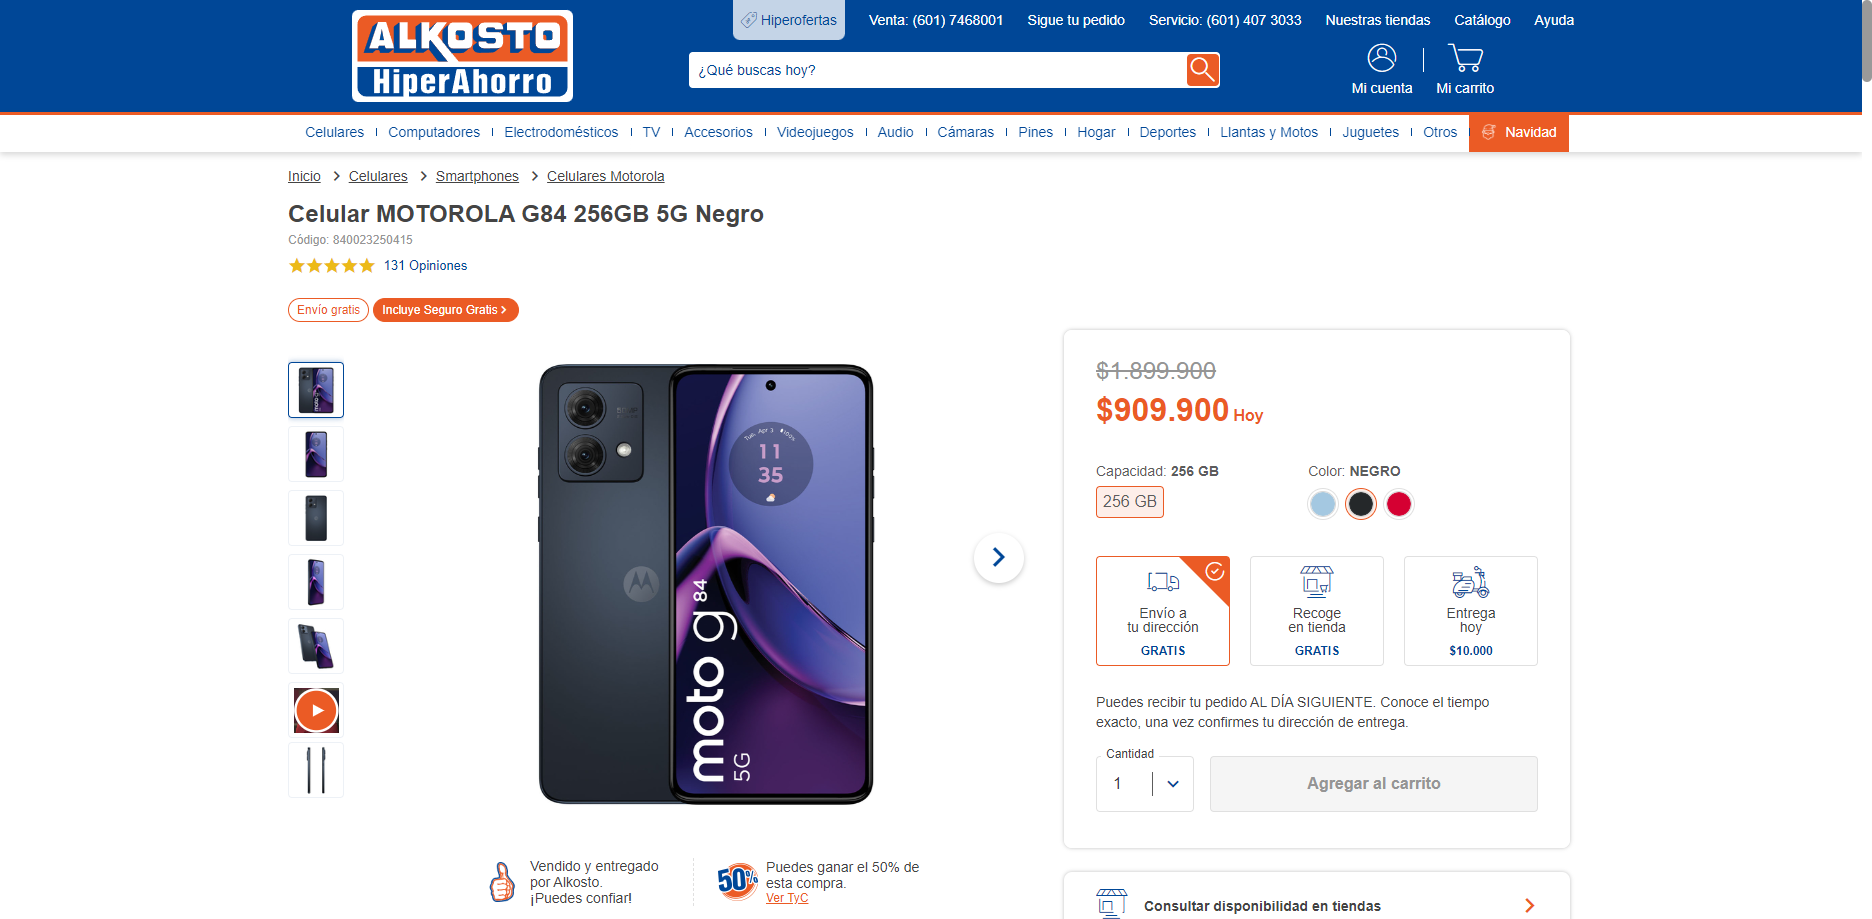 ALKOSTO
HiperAhorro
Hiperofertas
Venta: (601) 7468001
Sigue tu pedido
Servicio: (601) 407 3033
Nuestras tiendas
Catálogo
Ayuda
¿Qué buscas hoy?
Mi cuenta
Mi carrito
Celulares
Computadores
Electrodomésticos
TV
Accesorios
Videojuegos
Audio
Cámaras
Pines
Hogar
Deportes
Llantas y Motos
Juguetes
Otros
Navidad
Inicio > Celulares > Smartphones > Celulares Motorola
Celular MOTOROLA G84 256GB 5G Negro
Código: 840023250415
131 Opiniones
Envío gratis
Incluye Seguro Gratis >
Tue, Apr 3 100%
11
35
moto g 84
5G
$1.899.900
$909.900 Hoy
Capacidad: 256 GB
256 GB
Color: NEGRO
Envío a
tu dirección
GRATIS
Recoge
en tienda
GRATIS
Entrega
hoy
$10.000
Puedes recibir tu pedido AL DÍA SIGUIENTE. Conoce el tiempo
exacto, una vez confirmes tu dirección de entrega.
Cantidad
1
Agregar al carrito
Vendido y entregado
por Alkosto.
¡Puedes confiar!
50%
Puedes ganar el 50% de
esta compra.
Ver TyC
Consultar disponibilidad en tiendas